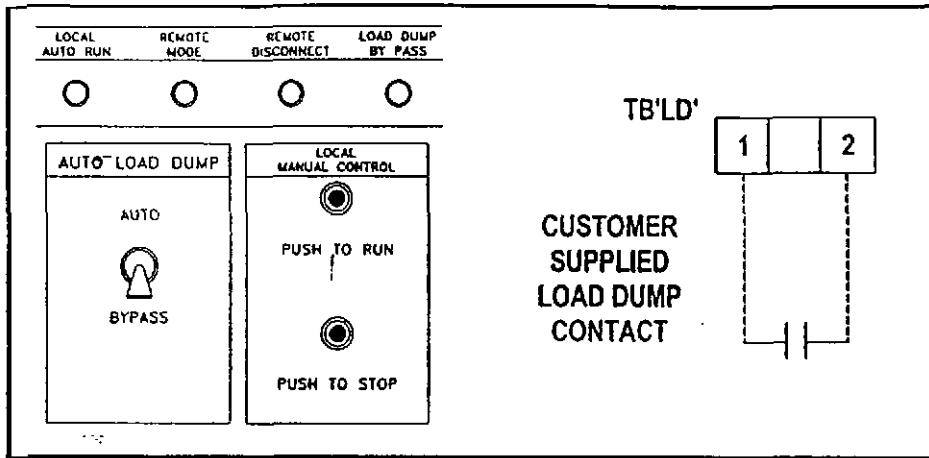 LOCAL AUTO RUN
REMOTE MODE
REMOTE DISCONNECT
LOAD DUMP BY PASS
AUTO LOAD DUMP
AUTO
BYPASS
LOCAL
MANUAL CONTROL
PUSH TO RUN
PUSH TO STOP
TB'LD'
1 2
CUSTOMER
SUPPLIED
LOAD DUMP
CONTACT